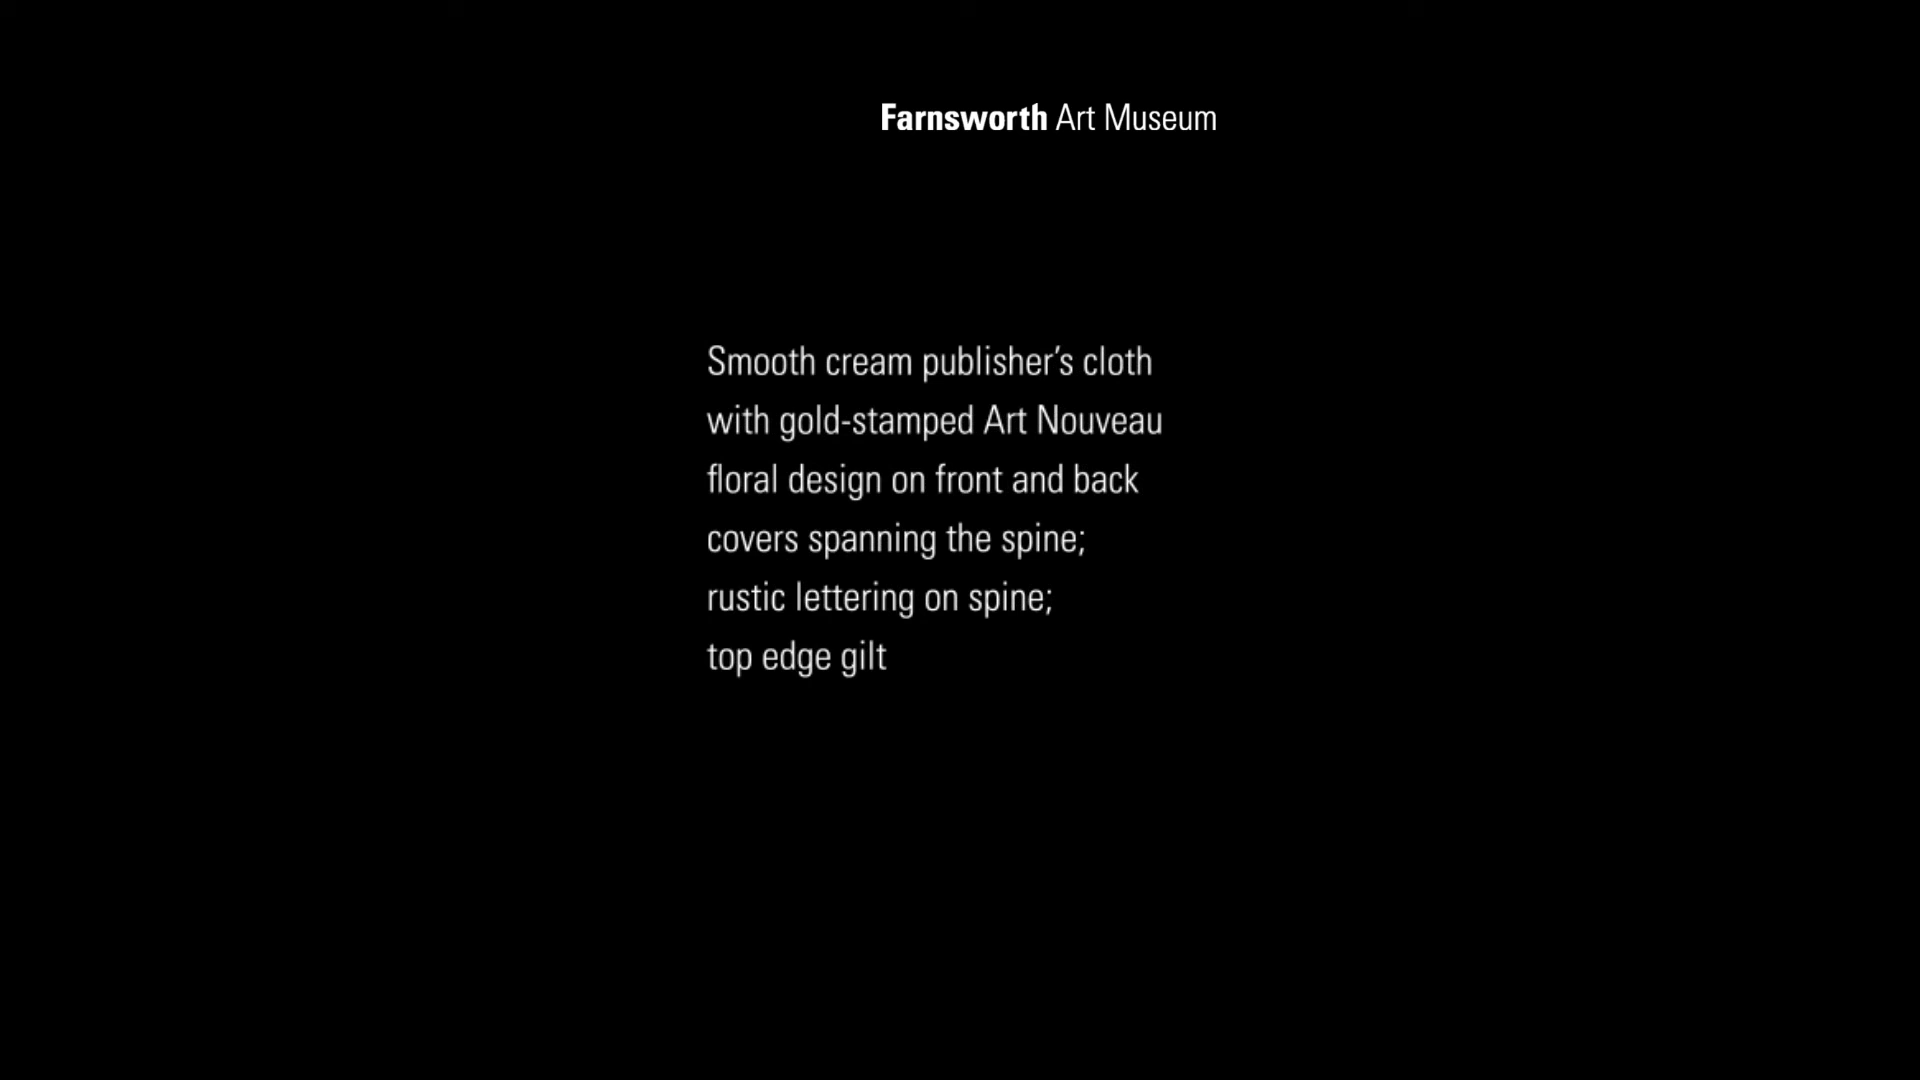 Farnsworth Art Museum
Smooth cream publisher’s cloth
with gold-stamped Art Nouveau
floral design on front and back
covers spanning the spine;
rustic lettering on spine;
top edge gilt